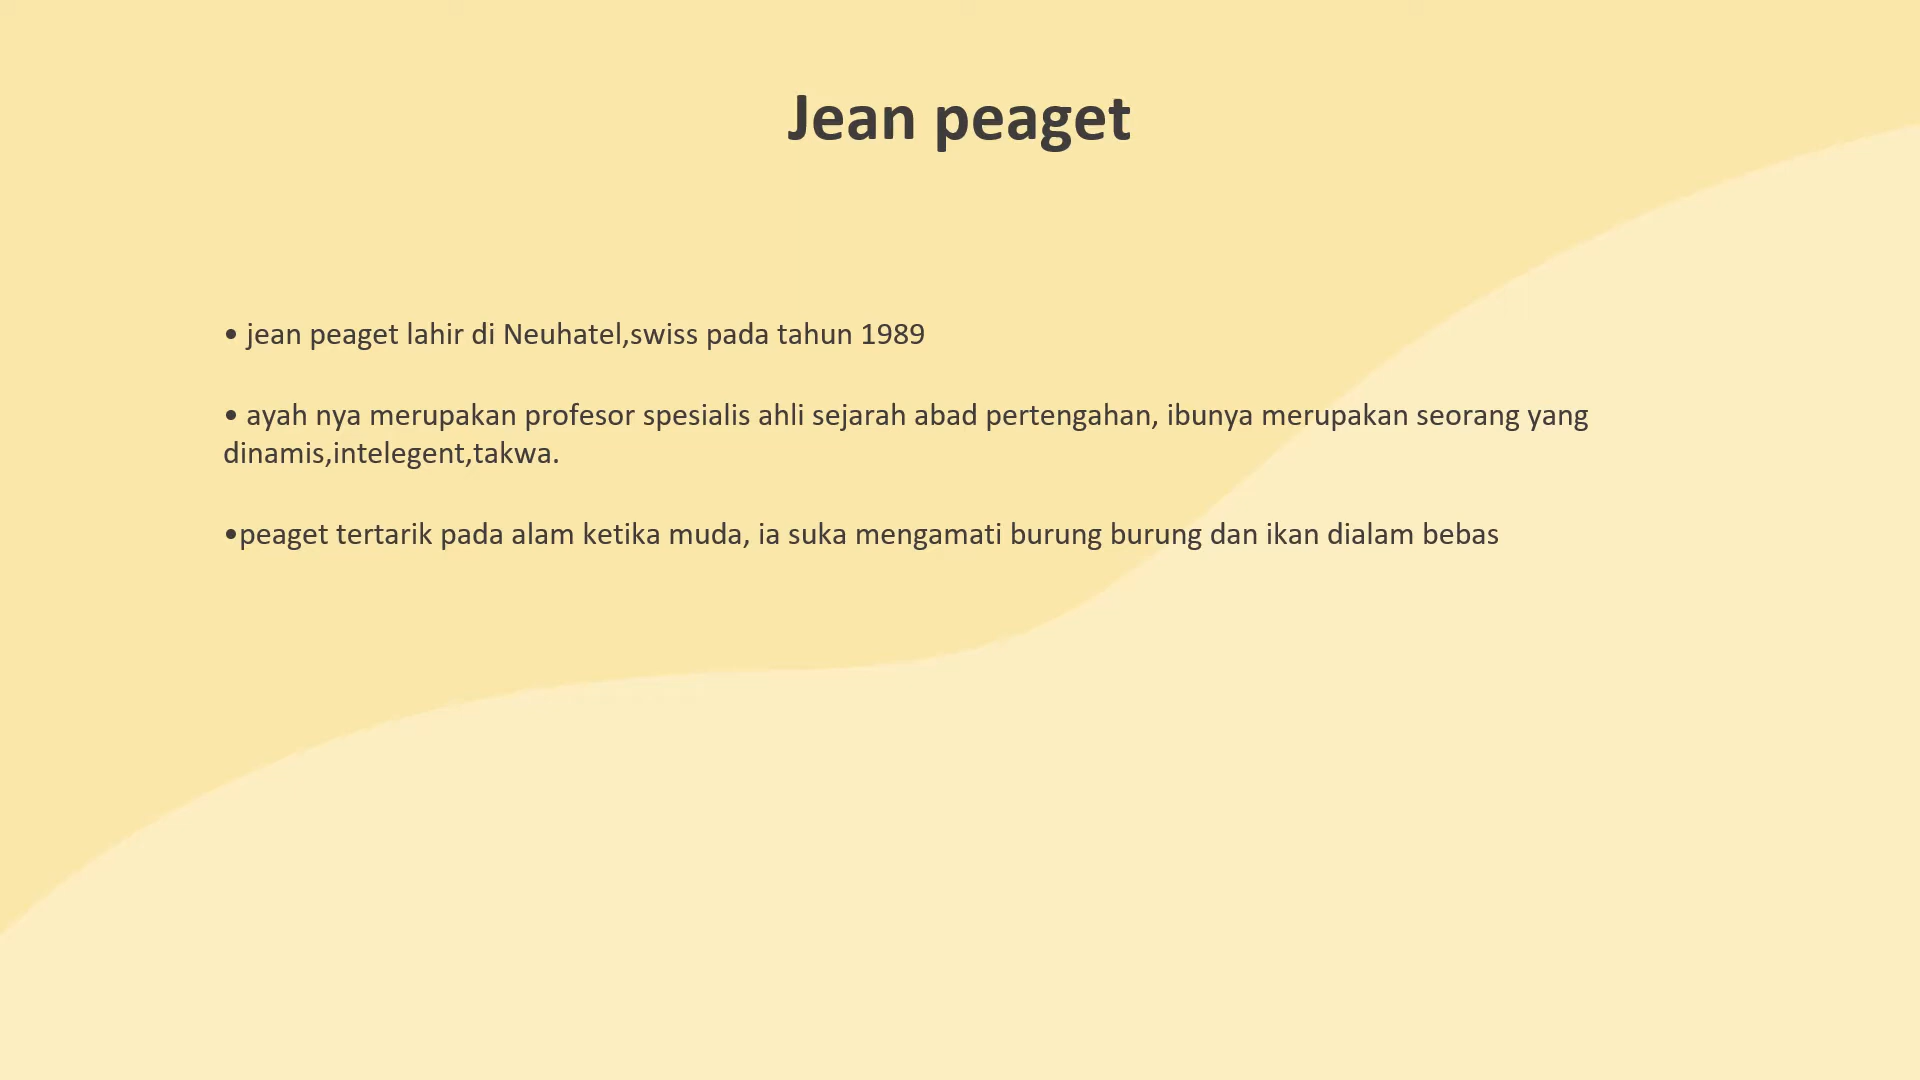 Jean peaget
• jean peaget lahir di Neuhatel,swiss pada tahun 1989
• ayah nya merupakan profesor spesialis ahli sejarah abad pertengahan, ibunya merupakan seorang yang
dinamis,intelegent,takwa.
•peaget tertarik pada alam ketika muda, ia suka mengamati burung burung dan ikan dialam bebas